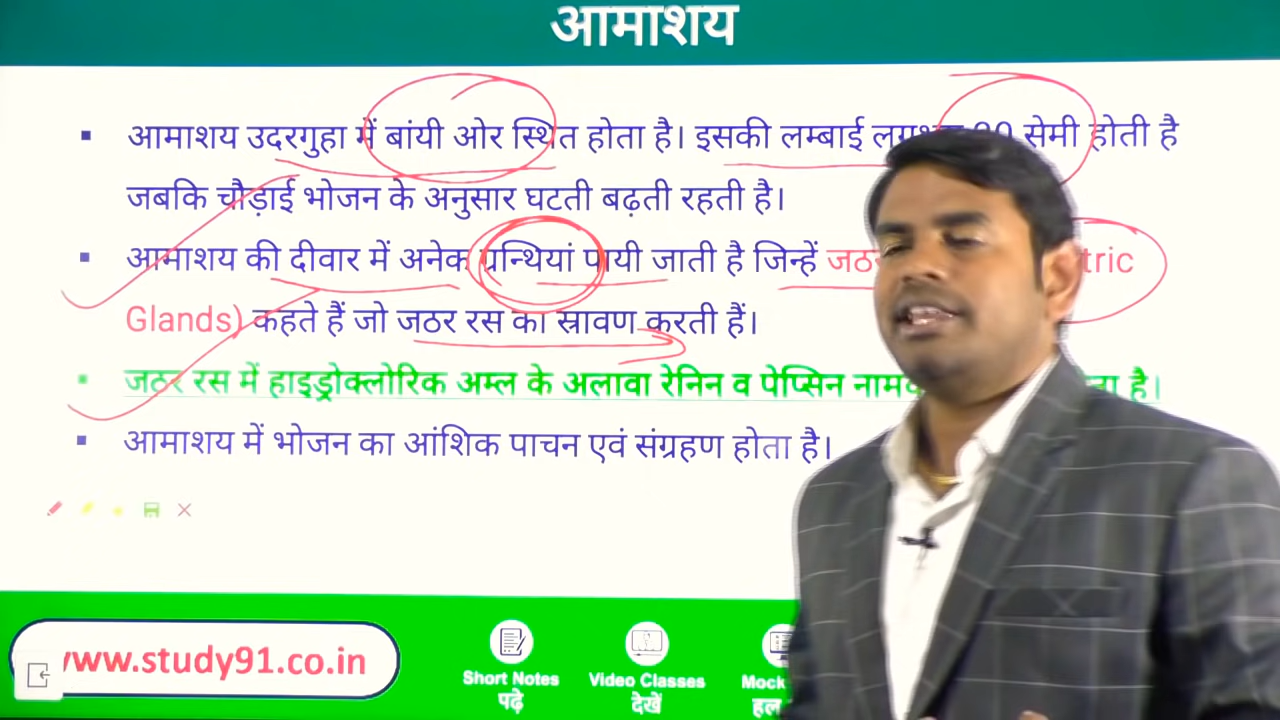 आमाशय
▪ आमाशय उदरगुहा में बांयी ओर स्थित होता है। इसकी लम्बाई सेमी होती है
जबकि चौड़ाई भोजन के अनुसार घटती बढ़ती रहती है।
▪ आमाशय की दीवार में अनेक ग्रन्थियां पायी जाती है जिन्हें
Glands) कहते हैं जो जठर रस का स्रावण करती हैं।
▪ जठर रस में हाइड्रोक्लोरिक अम्ल के अलावा रेनिन व पेप्सिन है।
▪ आमाशय में भोजन का आंशिक पाचन एवं संग्रहण होता है।
www.study91.co.in
Short Notes Video Classes Mock
पढ़े देखें हल